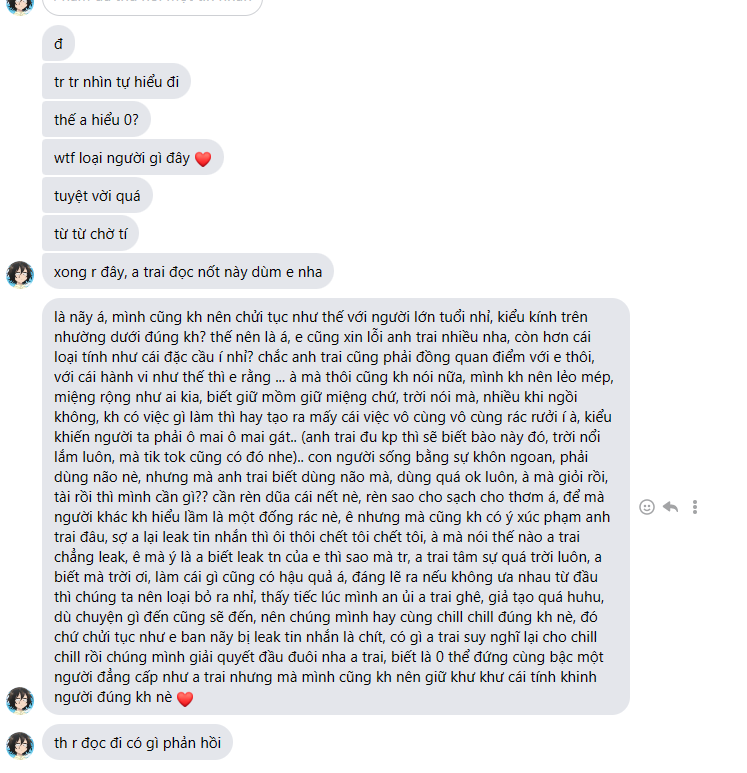 đ
tr tr nhìn tự hiểu đi
thế a hiểu 0?
wtf loại người gì đây ❤️
tuyệt vời quá
từ từ chờ tí
xong r đây, a trai đọc nốt này dùm e nha
là nãy á, mình cũng kh nên chửi tục như thế với người lớn tuổi nhỉ, kiểu kính trên
nhường dưới đúng kh? thế nên là á, e cũng xin lỗi anh trai nhiều nha, còn hơn cái
loại tính như cái đặc cầu í nhỉ? chắc anh trai cũng phải đồng quan điểm với e thôi,
với cái hành vi như thế thì e rằng ... à mà thôi cũng kh nói nữa, mình kh nên lẻo mép,
miệng rộng như ai kia, biết giữ mồm giữ miệng chứ, trời nói mà, nhiều khi ngồi
không, kh có việc gì làm thì hay tạo ra mấy cái việc vô cùng vô cùng rác rưởi í à, kiểu
khiến người ta phải ô mai ô mai gát.. (anh trai đu kp thì sẽ biết bào này đó, trời nổi
lắm luôn, mà tik tok cũng có đó nhe).. con người sống bằng sự khôn ngoan, phải
dùng não nè, nhưng mà anh trai biết dùng não mà, dùng quá ok luôn, à mà giỏi rồi,
tài rồi thì mình cần gì?? cần rèn dũa cái nết nè, rèn sao cho sạch cho thơm á, để mà
người khác kh hiểu lầm là một đống rác nè, ê nhưng mà cũng kh có ý xúc phạm anh
trai đâu, sợ a lại leak tin nhắn thì ôi thôi chết tôi chết tôi, à mà nói thế nào a trai
chẳng leak, ê mà ý là a biết leak tn của e thì sao mà tr, a trai tâm sự quá trời luôn, a
biết mà trời ơi, làm cái gì cũng có hậu quả á, đáng lẽ ra nếu không ưa nhau từ đầu
thì chúng ta nên loại bỏ ra nhỉ, thấy tiếc lúc mình an ủi a trai ghê, giả tạo quá huhu,
dù chuyện gì đến cũng sẽ đến, nên chúng mình hay cùng chill chill đúng kh nè, đó
chứ chửi tục như e ban nãy bị leak tin nhắn là chít, có gì a trai suy nghĩ lại cho chill
chill rồi chúng mình giải quyết đầu đuôi nha a trai, biết là 0 thể đứng cùng bậc một
người đẳng cấp như a trai nhưng mà mình cũng kh nên giữ khư khư cái tính khinh
người đúng kh nè ❤️
th r đọc đi có gì phản hồi